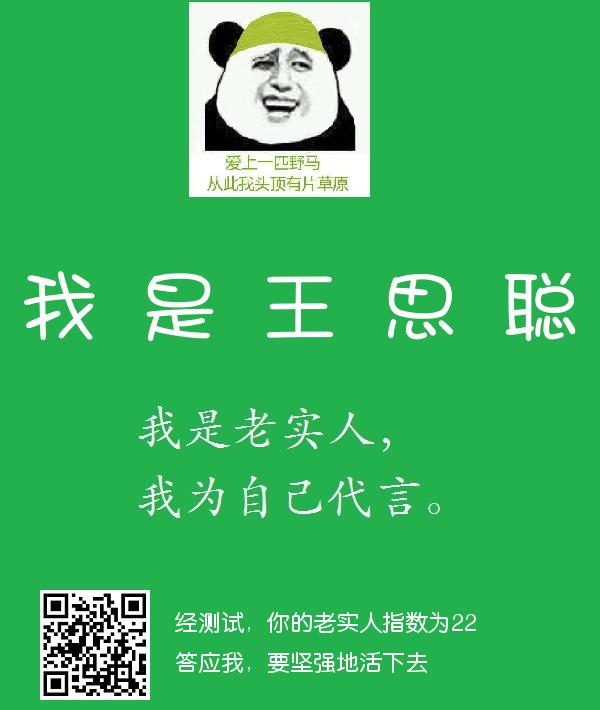 爱上一匹野马
从此我头顶有片草原
我是王思聪
我是老实人，
我为自己代言。
经测试，你的老实人指数为22
答应我，要坚强地活下去